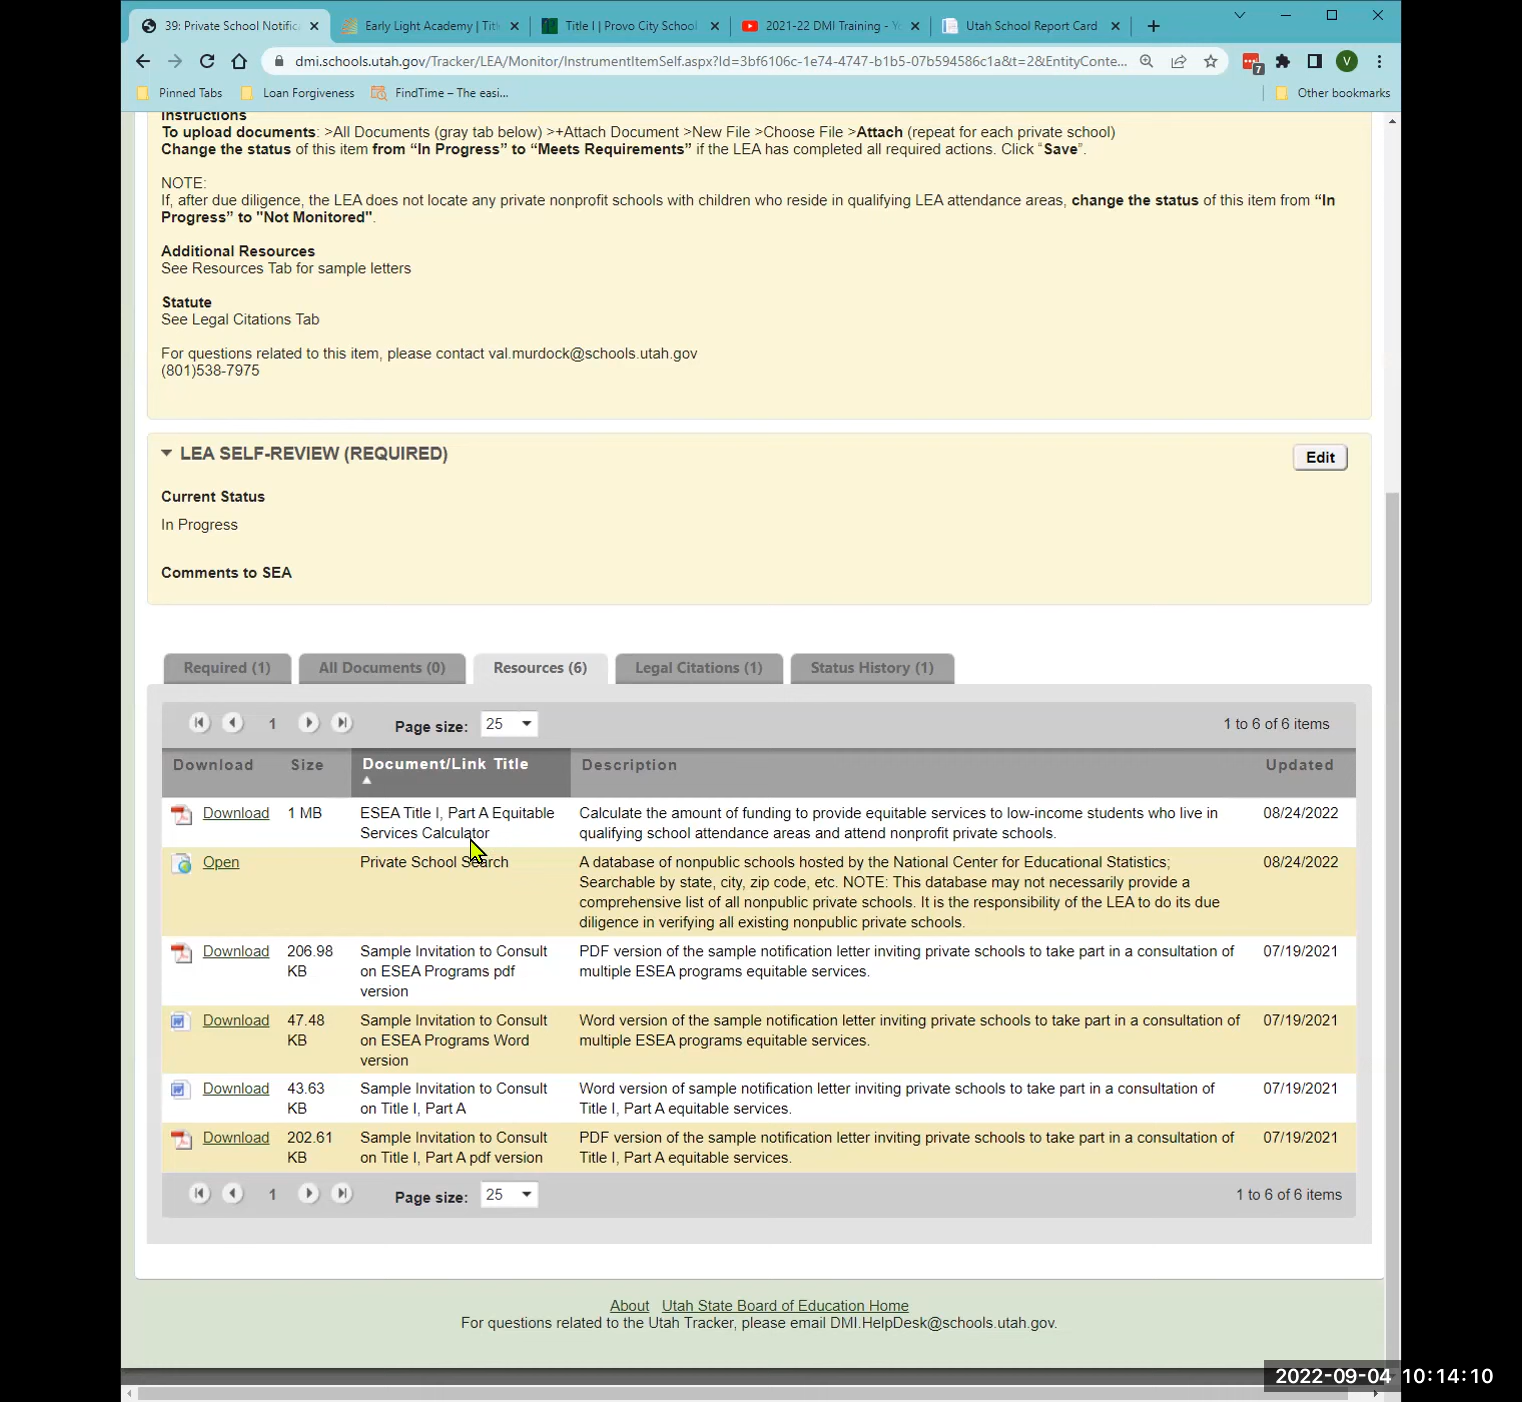 39: Private School Notific
Early Light Academy | Titl
Title I | Provo City School
2021-22 DMI Training - Y
Utah School Report Card
dmi.schools.utah.gov/Tracker/LEA/Monitor/InstrumentItemSelf.aspx?Id=3bf6106c-1e74-4747-b1b5-07b594586c1a&t=2&EntityConte...
7
V
Pinned Tabs
Loan Forgiveness
FindTime – The easi...
Other bookmarks
Instructions
To upload documents: >All Documents (gray tab below) >+Attach Document >New File >Choose File >Attach (repeat for each private school)
Change the status of this item from “In Progress” to “Meets Requirements” if the LEA has completed all required actions. Click “Save”.
NOTE:
If, after due diligence, the LEA does not locate any private nonprofit schools with children who reside in qualifying LEA attendance areas, change the status of this item from “In
Progress” to "Not Monitored".
Additional Resources
See Resources Tab for sample letters
Statute
See Legal Citations Tab
For questions related to this item, please contact val.murdock@schools.utah.gov
(801)538-7975
LEA SELF-REVIEW (REQUIRED)
Edit
Current Status
In Progress
Comments to SEA
Required (1)
All Documents (0)
Resources (6)
Legal Citations (1)
Status History (1)
1
Page size:
25
1 to 6 of 6 items
Download
Size
Document/Link Title
Description
Updated
Download
1 MB
ESEA Title I, Part A Equitable
Services Calculator
Calculate the amount of funding to provide equitable services to low-income students who live in
qualifying school attendance areas and attend nonprofit private schools.
08/24/2022
Open
Private School Search
A database of nonpublic schools hosted by the National Center for Educational Statistics;
Searchable by state, city, zip code, etc. NOTE: This database may not necessarily provide a
comprehensive list of all nonpublic private schools. It is the responsibility of the LEA to do its due
diligence in verifying all existing nonpublic private schools.
08/24/2022
Download
206.98
KB
Sample Invitation to Consult
on ESEA Programs pdf
version
PDF version of the sample notification letter inviting private schools to take part in a consultation of
multiple ESEA programs equitable services.
07/19/2021
Download
47.48
KB
Sample Invitation to Consult
on ESEA Programs Word
version
Word version of the sample notification letter inviting private schools to take part in a consultation of
multiple ESEA programs equitable services.
07/19/2021
Download
43.63
KB
Sample Invitation to Consult
on Title I, Part A
Word version of sample notification letter inviting private schools to take part in a consultation of
Title I, Part A equitable services.
07/19/2021
Download
202.61
KB
Sample Invitation to Consult
on Title I, Part A pdf version
PDF version of the sample notification letter inviting private schools to take part in a consultation of
Title I, Part A equitable services.
07/19/2021
1
Page size:
25
1 to 6 of 6 items
About Utah State Board of Education Home
For questions related to the Utah Tracker, please email DMI.HelpDesk@schools.utah.gov.
2022-09-04 10:14:10